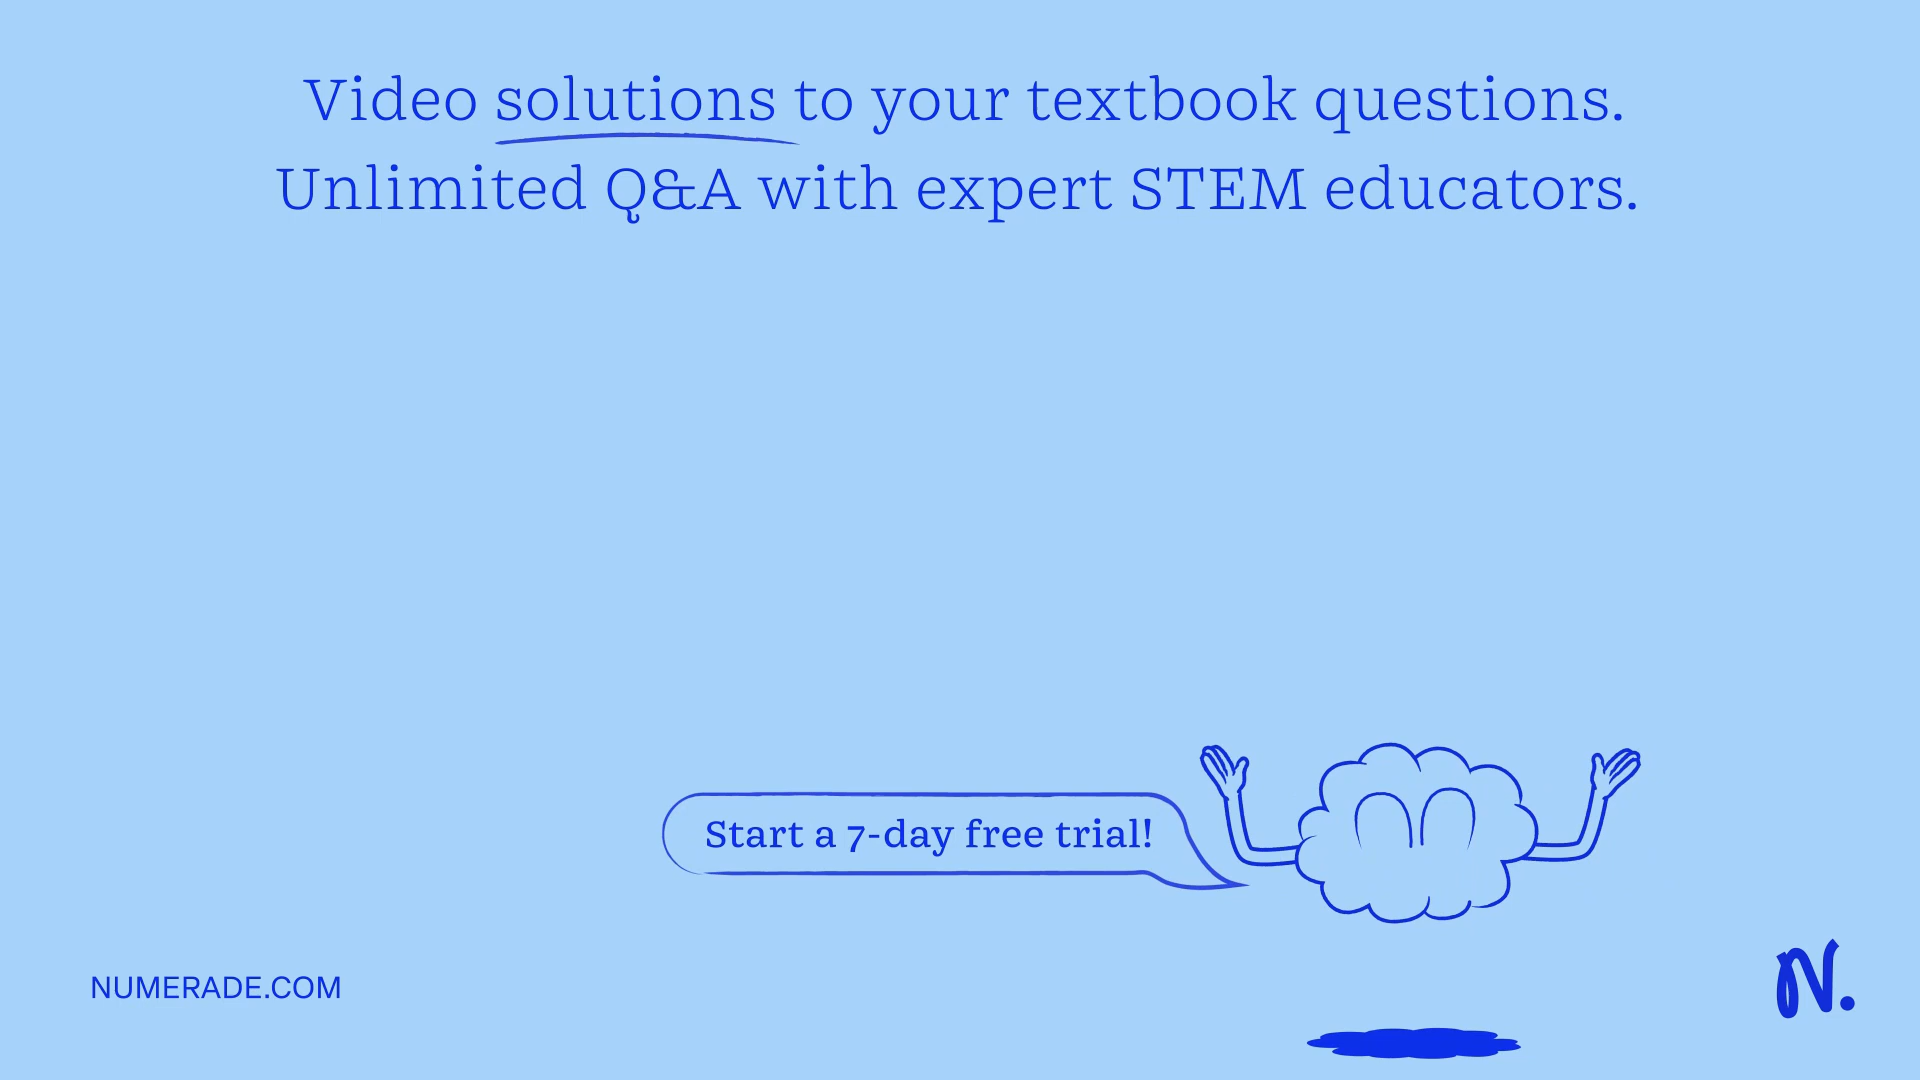 Video solutions to your textbook questions.
Unlimited Q&A with expert STEM educators.
Start a 7-day free trial!
NUMERADE.COM
N.